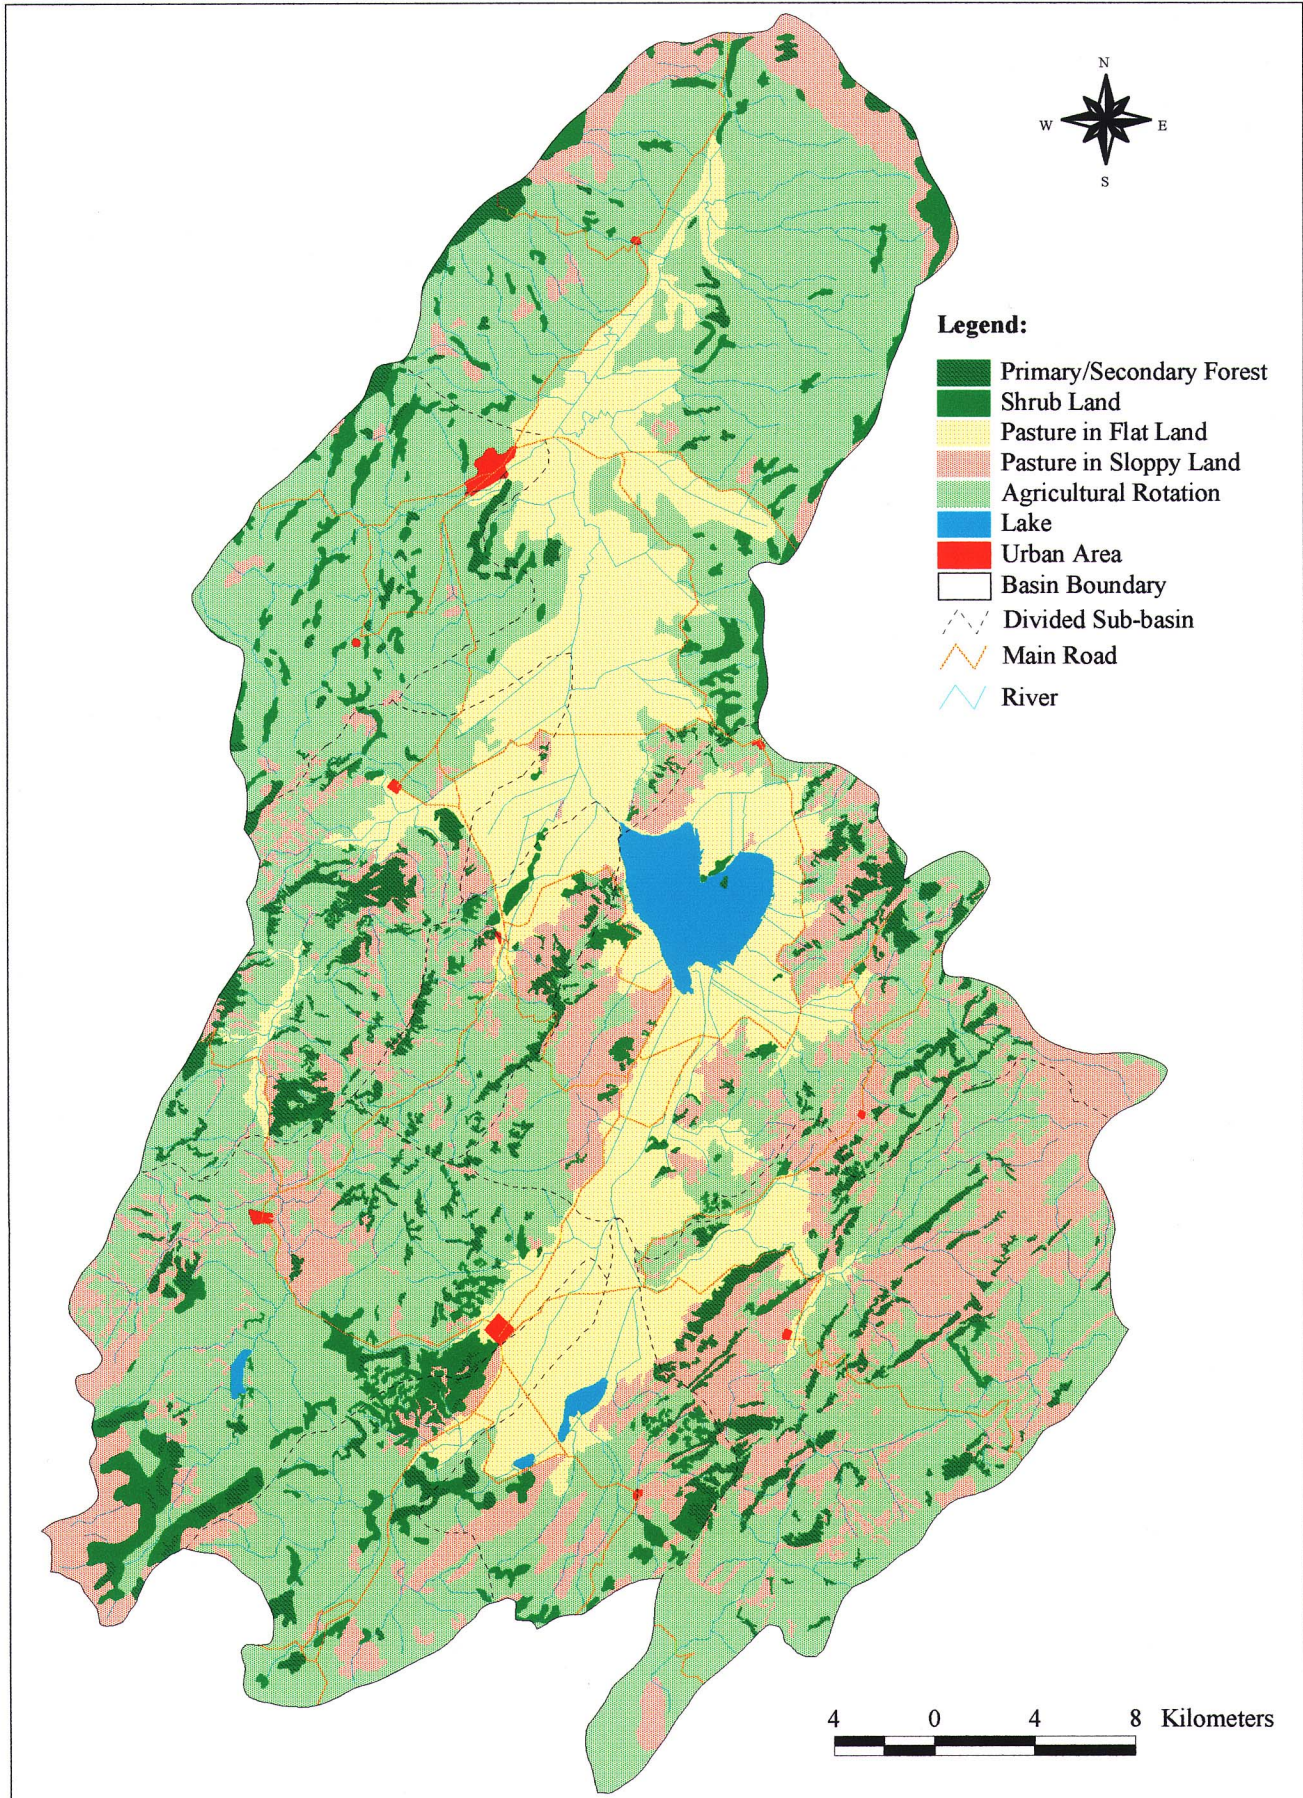 N
W E
S
Legend:
Primary/Secondary Forest
Shrub Land
Pasture in Flat Land
Pasture in Sloppy Land
Agricultural Rotation
Lake
Urban Area
Basin Boundary
Divided Sub-basin
Main Road
River
4 0 4 8 Kilometers